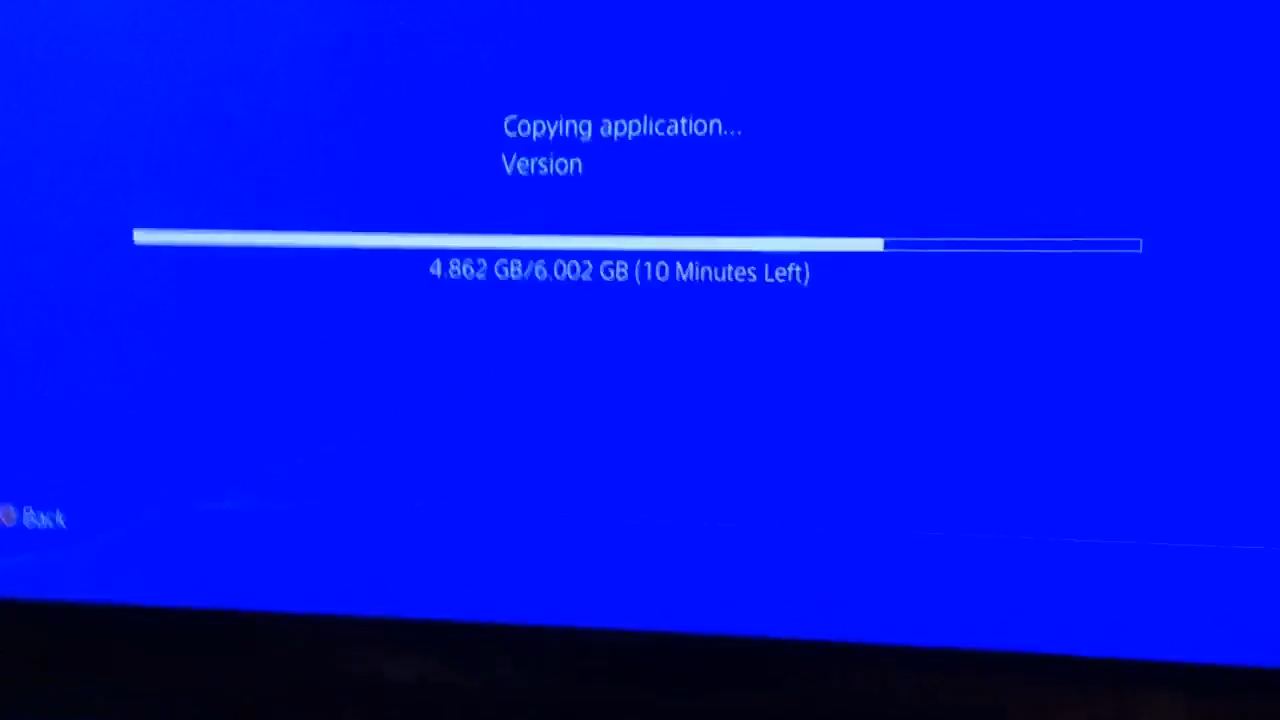 Copying application...
Version
4.862 GB/6.002 GB (10 Minutes Left)
Back